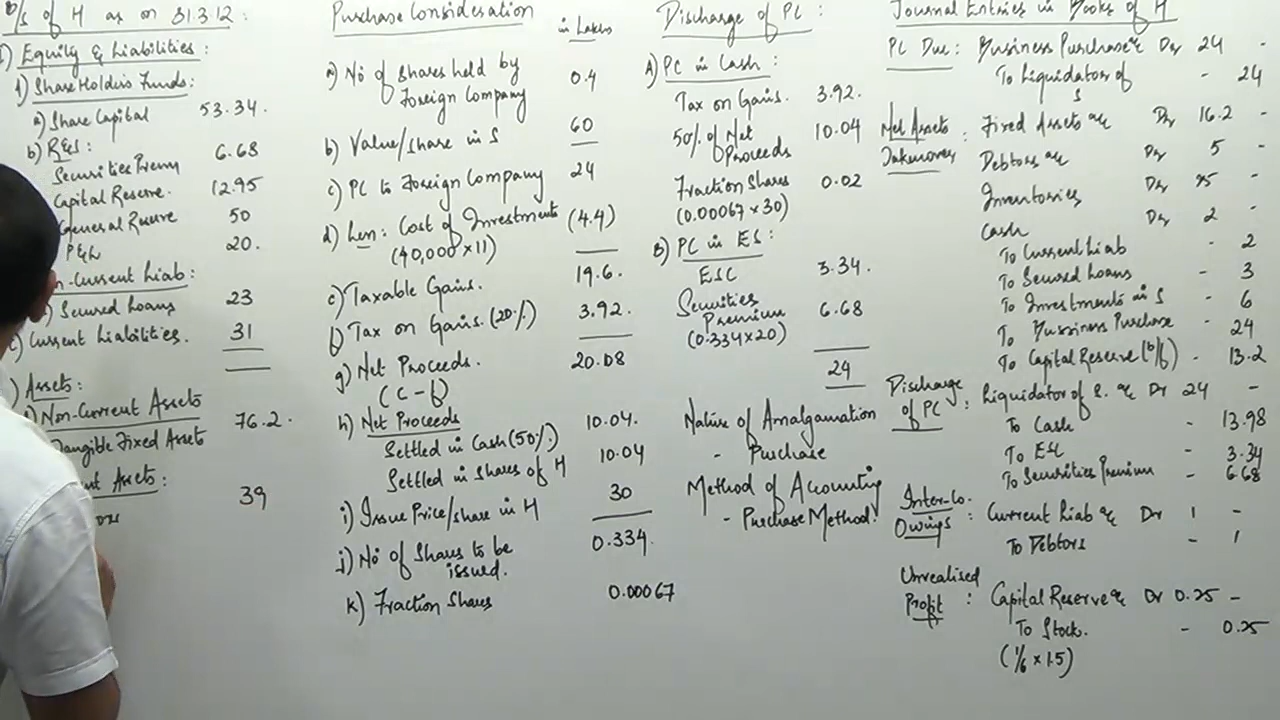 B/S of H as on 31.3.12:
I) Equity & Liabilities:
1) Share Holders Funds:
a) Share Capital 53.34.
b) R&S:
Securities Prem 6.68
Capital Reserve. 12.95
General Reserve 50
P&L 20.
n-Current Liab:
Secured Loans 23
Current Liabilities. 31
) Assets:
Non-Current Assets
Tangible Fixed Assets 76.2.
nt Assets:
39
ors
Purchase Consideration
in Lakhs
a) No of Shares held by
Foreign Company 0.4
b) Value/share in S 60
c) PC to Foreign Company 24
d) Less: Cost of Investments (4.4)
(40,000 x 11)
e) Taxable Gains. 19.6.
f) Tax on Gains. (20%) 3.92.
g) Net Proceeds. 20.08
(C - f)
h) Net Proceeds
Settled in Cash (50%) 10.04.
Settled in shares of H 10.04
i) Issue Price/share in H 30
j) No of Shares to be
issued. 0.334.
k) Fraction Shares 0.00067
Discharge of PC:
A) PC in Cash:
Tax on Gains. 3.92.
50% of Net
Proceeds 10.04
Fraction Shares 0.02
(0.00067 x 30)
B) PC in ES:
ESC 3.34.
Securities
Premium 6.68
(0.334 x 20)
24
Nature of Amalgamation
- Purchase
Method of Accounting
- Purchase Method.
Journal Entries in Books of H
PC Due: Business Purchase a/c Dr 24 -
To Liquidators of - 24
S
Net Assets
Takenover: Fixed Assets a/c Dr 16.2 -
Debtors a/c Dr 5 -
Inventories Dr 25 -
Cash Dr 2 -
To Current Liab - 2
To Secured Loans - 3
To Investments in S - 6
To Bussiness Purchase - 24
To Capital Reserve (b/f) - 13.2
Discharge
of PC: Liquidator of S. a/c Dr 24 -
To Cash - 13.98
To ESC - 3.34
To Securities Premium - 6.68
Inter-Co.
Owings: Current Liab a/c Dr 1 -
To Debtors - 1
Unrealised
Profit: Capital Reserve a/c Dr 0.25 -
To Stock. - 0.25
(1/6 x 1.5)